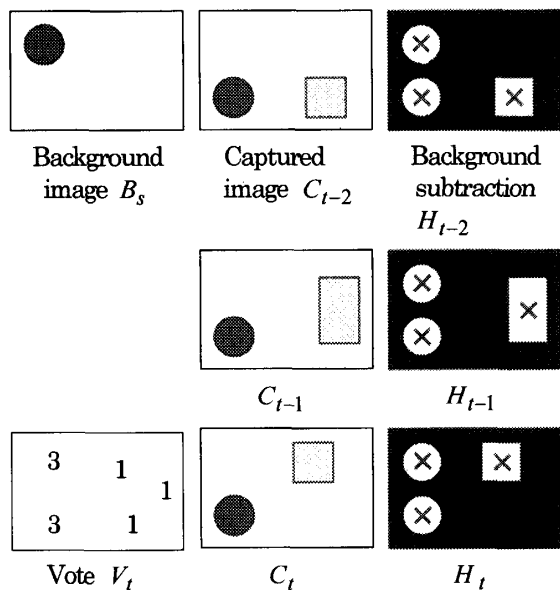 Background image B_s
Captured image C_{t-2}
Background subtraction H_{t-2}
C_{t-1}
H_{t-1}
3 1
1
3 1
Vote V_t
C_t
H_t